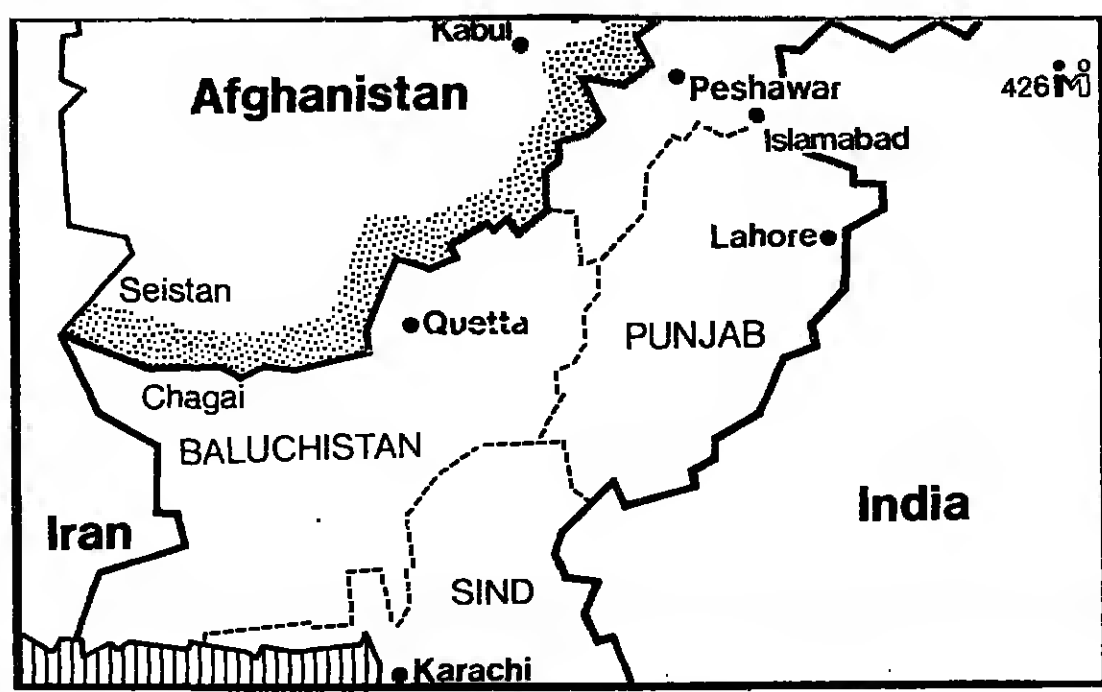 Kabul
Afghanistan
Peshawar
426
Islamabad
Lahore
Seistan
Quetta
PUNJAB
Chagai
BALUCHISTAN
India
Iran
SIND
Karachi